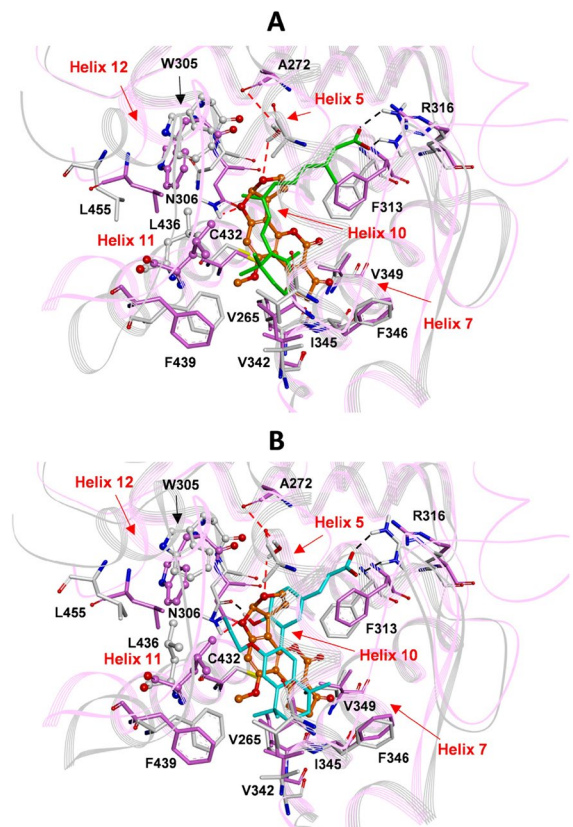 A
A272
W305
Helix 12
Helix 5
R316
L455
N306
F313
L436
C432
Helix 10
Helix 11
V349
V265
Helix 7
I345
F346
F439
V342
B
A272
Helix 12
W305
R316
Helix 5
L455
N306
F313
L436
Helix 11
C432
Helix 10
V349
V265
I345
Helix 7
F439
F346
V342